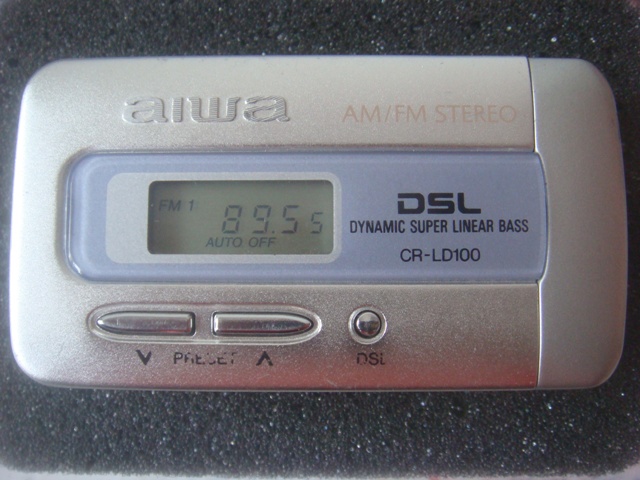 aiwa
AM/FM STEREO
FM 1
89.55
AUTO OFF
DSL
DYNAMIC SUPER LINEAR BASS
CR-LD100
∨ PRESET ∧
DSL